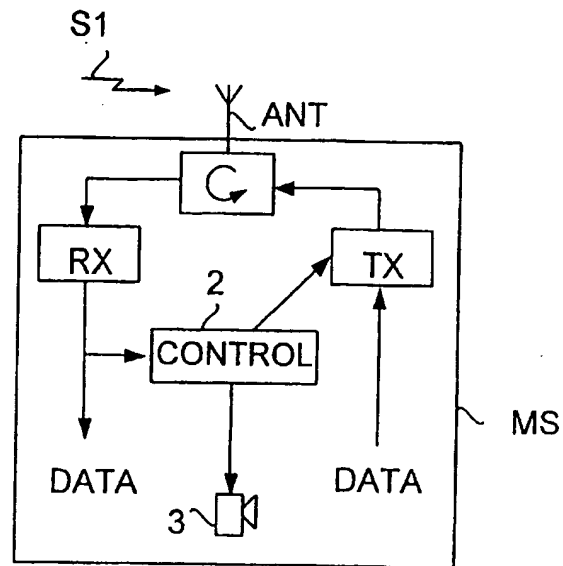 S1
ANT
RX
TX
2
CONTROL
MS
DATA
DATA
3